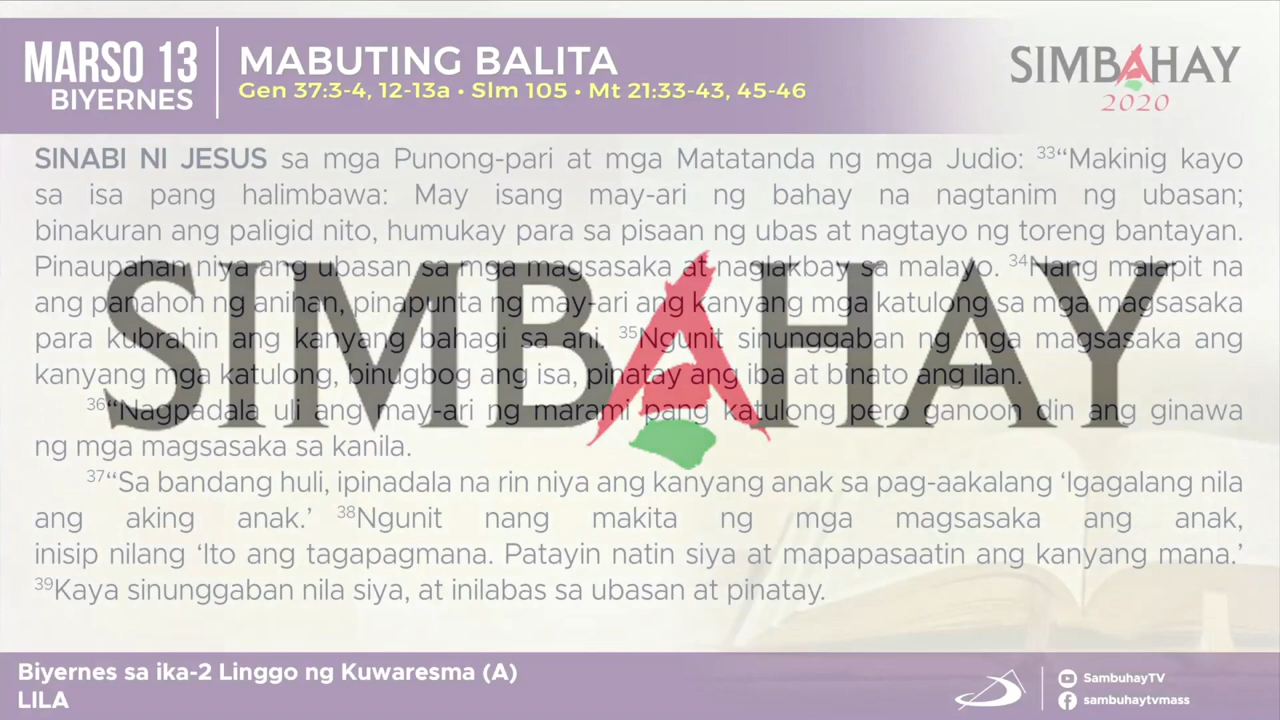 MARSO 13
BIYERNES
MABUTING BALITA
Gen 37:3-4, 12-13a • Slm 105 • Mt 21:33-43, 45-46
SIMBAHAY
2020
SINABI NI JESUS sa mga Punong-pari at mga Matatanda ng mga Judio: 33“Makinig kayo
sa isa pang halimbawa: May isang may-ari ng bahay na nagtanim ng ubasan;
binakuran ang paligid nito, humukay para sa pisaan ng ubas at nagtayo ng toreng bantayan.
Pinaupahan niya ang ubasan sa mga magsasaka at naglakbay sa malayo. 34Nang malapit na
ang panahon ng anihan, pinapunta ng may-ari ang kanyang mga katulong sa mga magsasaka
para kubrahin ang kanyang bahagi sa ani. 35Ngunit sinunggaban ng mga magsasaka ang
kanyang mga katulong, binugbog ang isa, pinatay ang iba at binato ang ilan.
36“Nagpadala uli ang may-ari ng marami pang katulong pero ganoon din ang ginawa
ng mga magsasaka sa kanila.
37“Sa bandang huli, ipinadala na rin niya ang kanyang anak sa pag-aakalang ‘Igagalang nila
ang aking anak.’ 38Ngunit nang makita ng mga magsasaka ang anak,
inisip nilang ‘Ito ang tagapagmana. Patayin natin siya at mapapasaatin ang kanyang mana.’
39Kaya sinunggaban nila siya, at inilabas sa ubasan at pinatay.
SIMBAHAY
Biyernes sa ika-2 Linggo ng Kuwaresma (A)
LILA
SambuhayTV
sambuhaytvmass